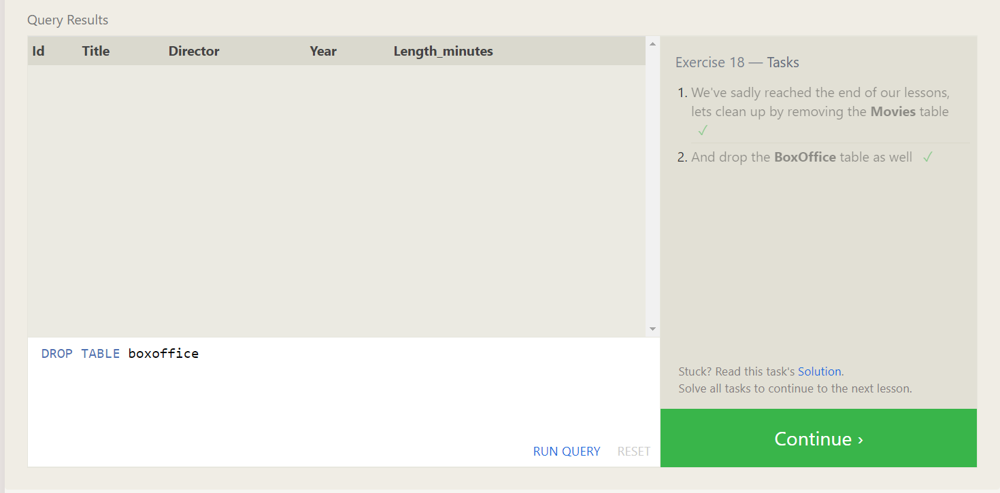 Query Results
Id Title Director Year Length_minutes
Exercise 18 — Tasks
1. We've sadly reached the end of our lessons,
lets clean up by removing the Movies table
✓
2. And drop the BoxOffice table as well ✓
DROP TABLE boxoffice
Stuck? Read this task's Solution.
Solve all tasks to continue to the next lesson.
RUN QUERY RESET
Continue ›